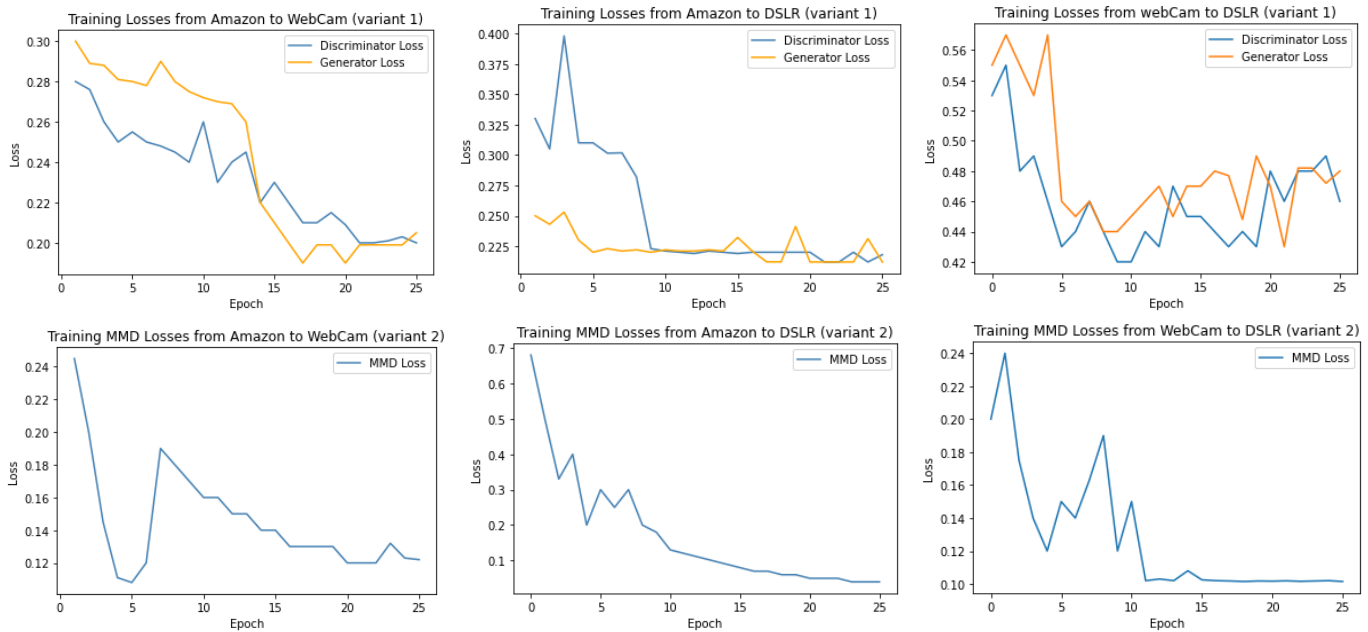 Training Losses from Amazon to WebCam (variant 1)
0.30
0.28
0.26
0.24
0.22
0.20
Loss
Discriminator Loss
Generator Loss
0 5 10 15 20 25
Epoch
Training Losses from Amazon to DSLR (variant 1)
0.400
0.375
0.350
0.300
0.250
0.225
Loss
Discriminator Loss
Generator Loss
0 5 10 15 20 25
Epoch
Training Losses from webCam to DSLR (variant 1)
0.56
0.54
0.52
0.50
0.48
0.46
0.44
0.42
Loss
Discriminator Loss
Generator Loss
0 5 10 15 20 25
Epoch
Training MMD Losses from Amazon to WebCam (variant 2)
0.24
0.22
0.20
0.18
0.16
0.14
0.12
Loss
MMD Loss
0 5 10 15 20 25
Epoch
Training MMD Losses from Amazon to DSLR (variant 2)
0.7
0.6
0.5
0.4
0.3
0.2
0.1
Loss
MMD Loss
0 5 10 15 20 25
Epoch
Training MMD Losses from WebCam to DSLR (variant 2)
0.24
0.22
0.20
0.18
0.16
0.14
0.12
0.10
Loss
MMD Loss
0 5 10 15 20 25
Epoch